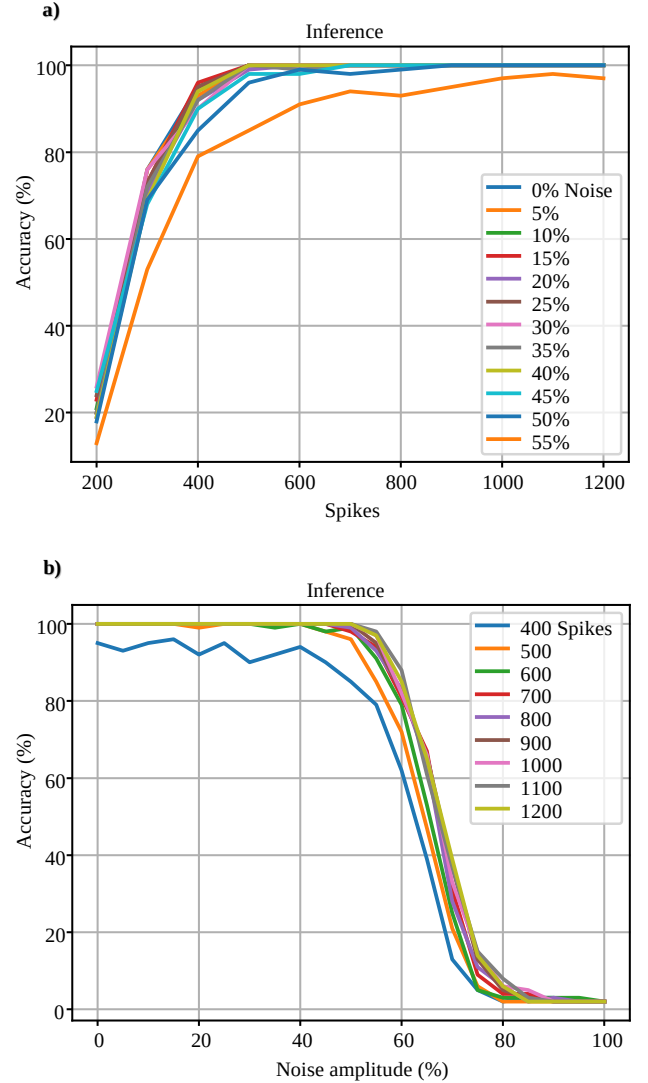 a)
Inference
100
80
60
40
20
Accuracy (%)
0% Noise
5%
10%
15%
20%
25%
30%
35%
40%
45%
50%
55%
200 400 600 800 1000 1200
Spikes
b)
Inference
100
80
60
40
20
0
Accuracy (%)
400 Spikes
500
600
700
800
900
1000
1100
1200
0 20 40 60 80 100
Noise amplitude (%)